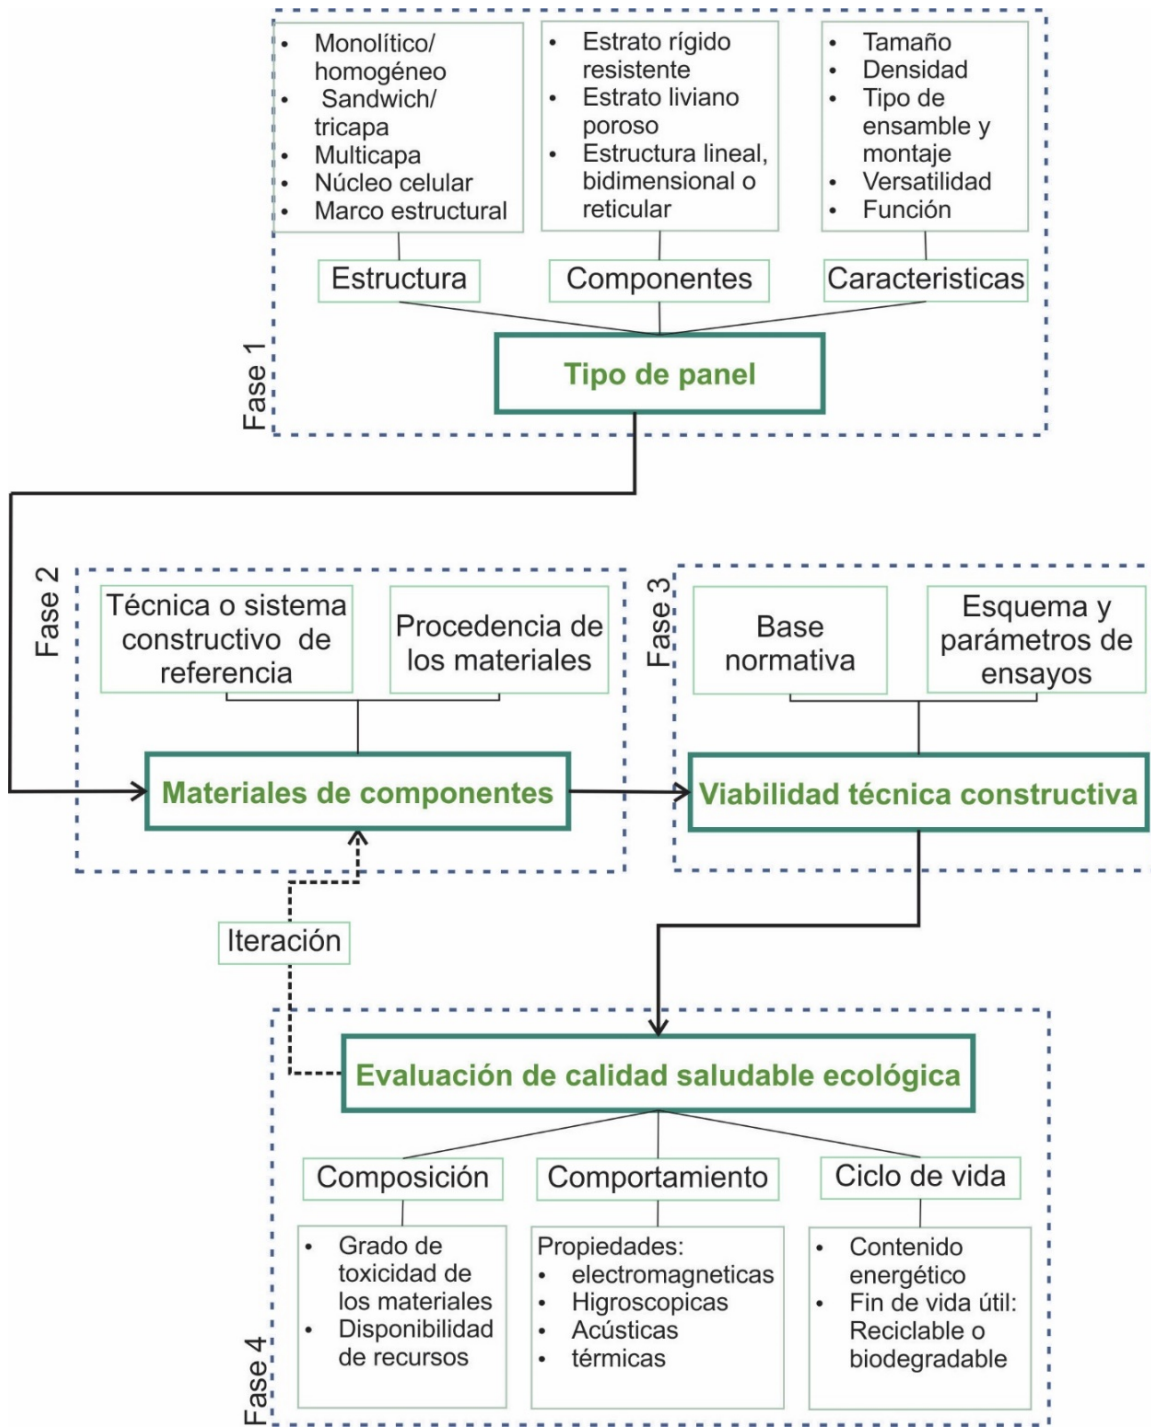 • Monolítico/
homogéneo
• Sandwich/
tricapa
• Multicapa
• Núcleo celular
• Marco estructural
• Estrato rígido
resistente
• Estrato liviano
poroso
• Estructura lineal,
bidimensional o
reticular
• Tamaño
• Densidad
• Tipo de
ensamble y
montaje
• Versatilidad
• Función
Estructura
Componentes
Caracteristicas
Tipo de panel
Fase 1
Fase 2
Técnica o sistema
constructivo de
referencia
Procedencia de
los materiales
Materiales de componentes
Fase 3
Base
normativa
Esquema y
parámetros de
ensayos
Viabilidad técnica constructiva
Iteración
Evaluación de calidad saludable ecológica
Composición
Comportamiento
Ciclo de vida
• Grado de
toxicidad de
los materiales
• Disponibilidad
de recursos
Propiedades:
• electromagneticas
• Higroscopicas
• Acústicas
• térmicas
• Contenido
energético
• Fin de vida útil:
Reciclable o
biodegradable
Fase 4